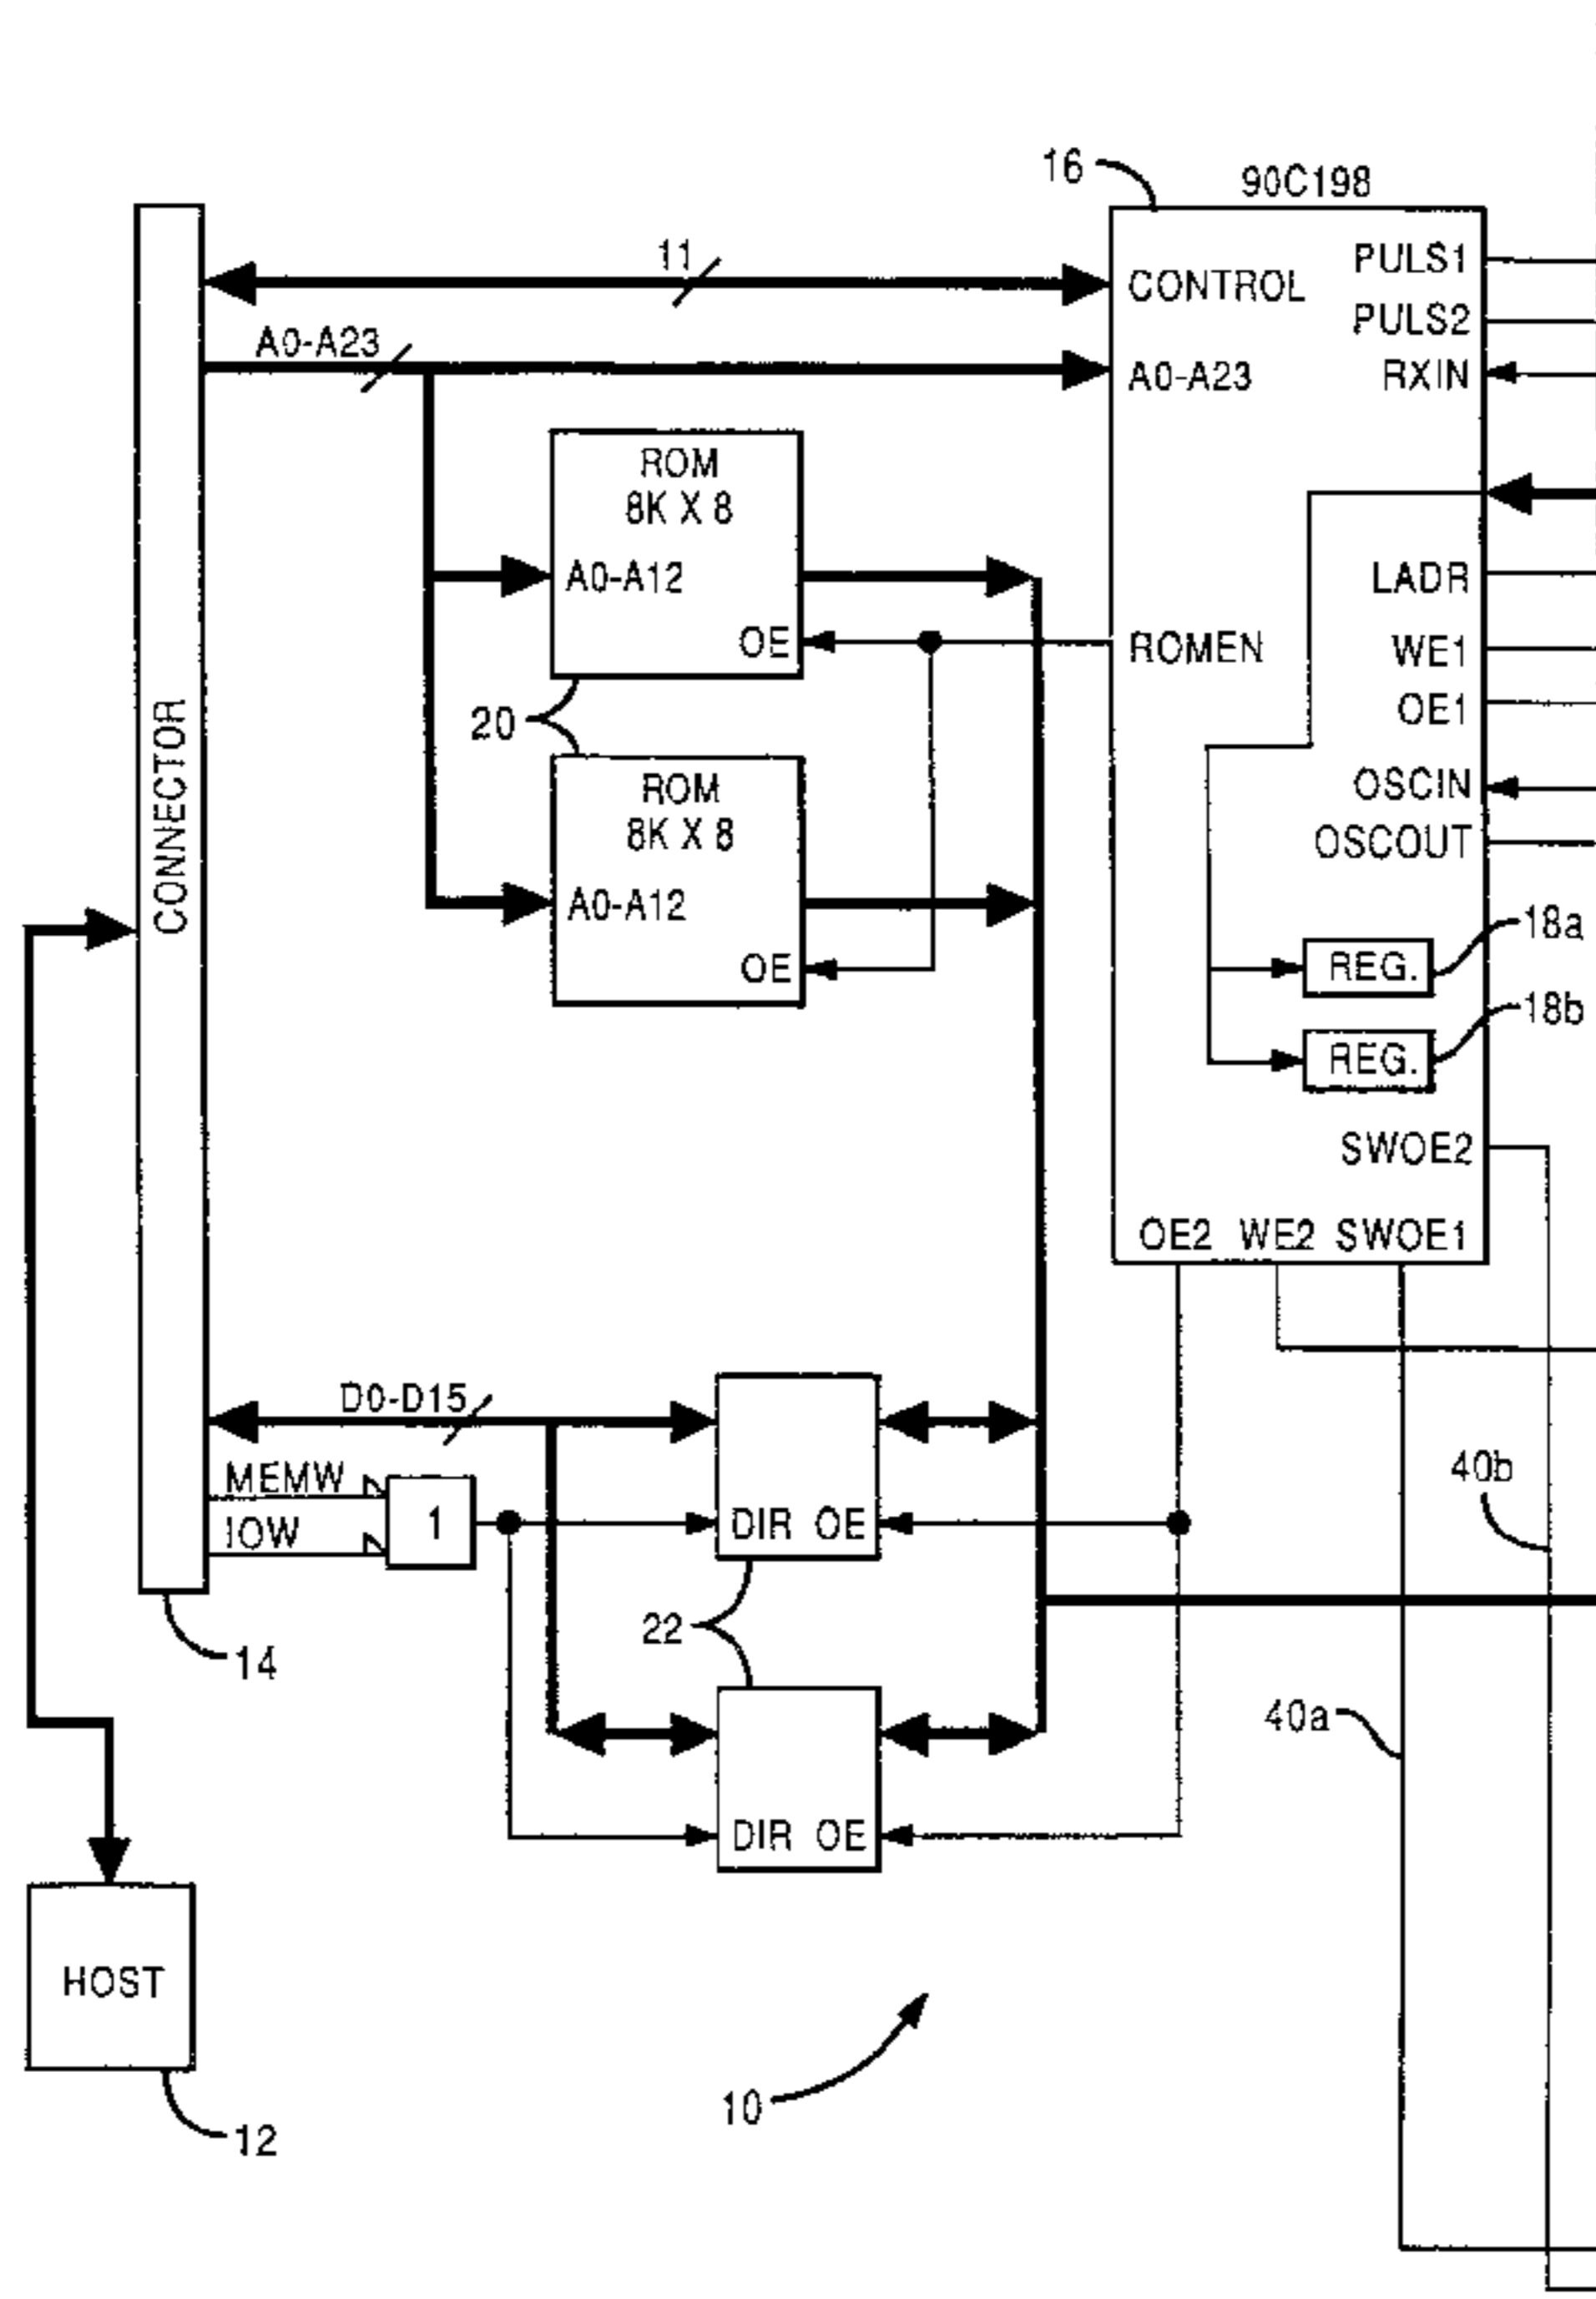 16
90C198
11
CONTROL
PULS1
PULS2
A0-A23
A0-A23
RXIN
ROM
8K X 8
A0-A12
OE
LADR
ROMEN
WE1
OE1
20
CONNECTOR
ROM
8K X 8
A0-A12
OE
OSCIN
OSCOUT
REG.
18a
REG.
18b
SWOE2
OE2 WE2 SWOE1
D0-D15
MEMW
IOW
1
DIR OE
40b
22
14
40a
DIR OE
HOST
10
12